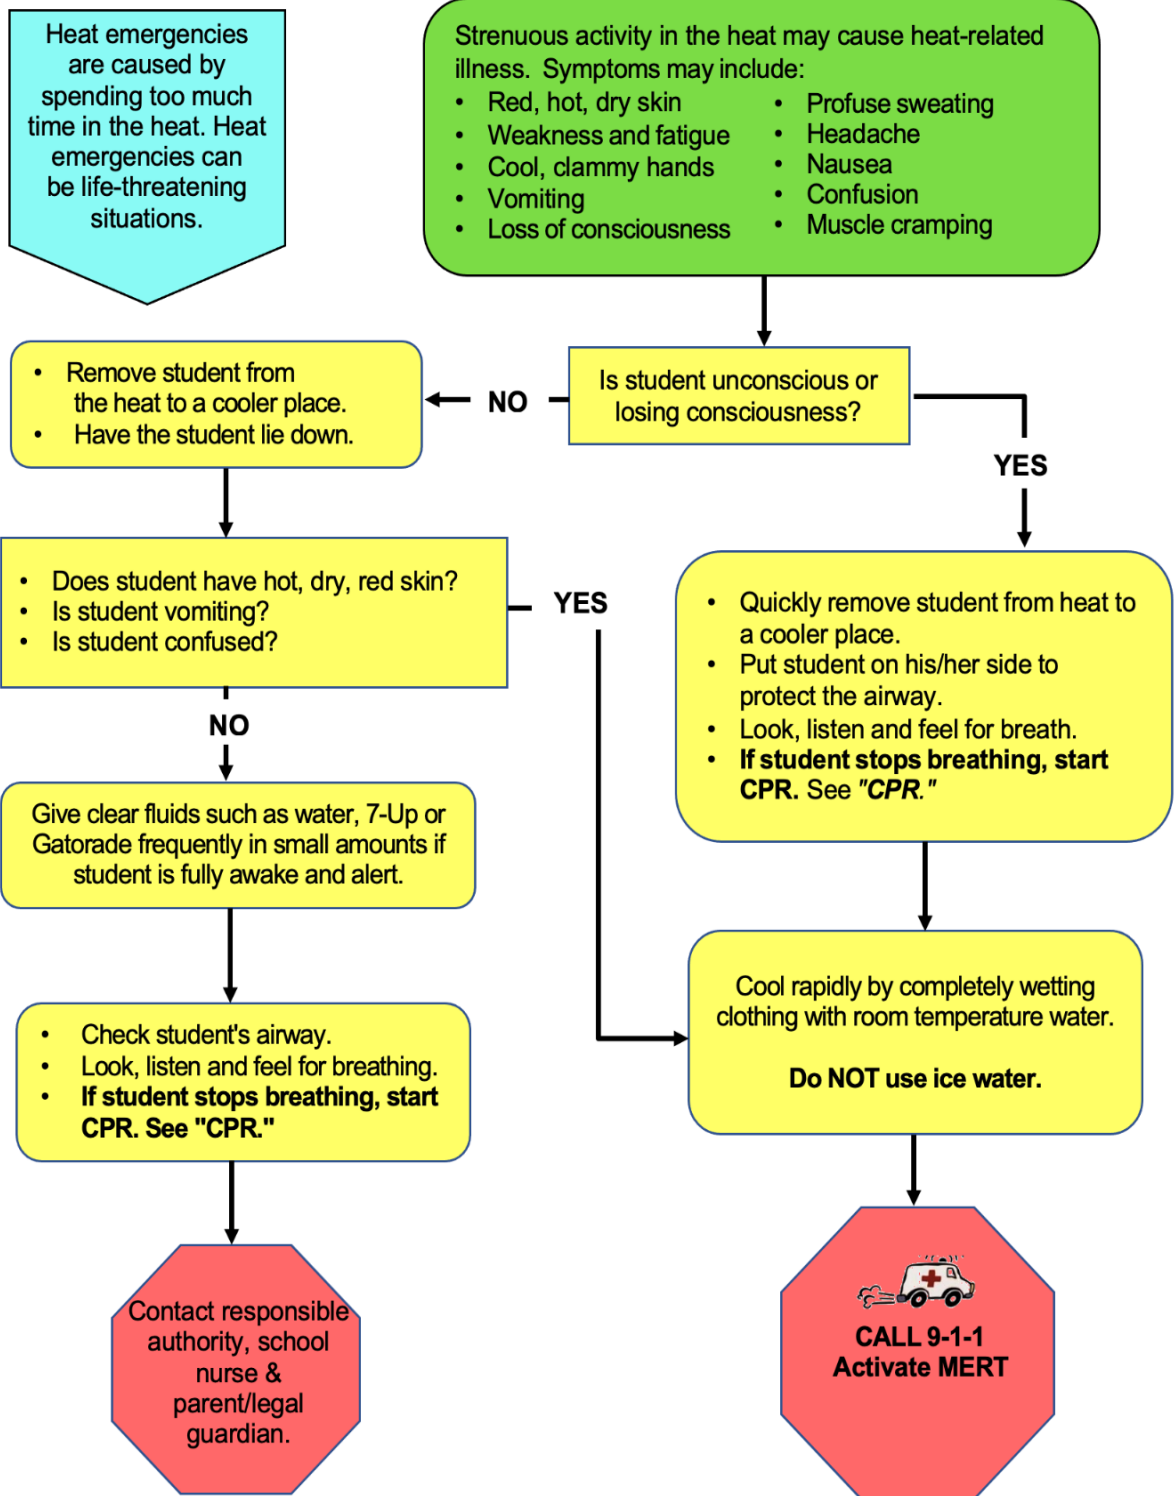 Heat emergencies
are caused by
spending too much
time in the heat. Heat
emergencies can
be life-threatening
situations.
Strenuous activity in the heat may cause heat-related
illness.  Symptoms may include:
• Red, hot, dry skin
• Weakness and fatigue
• Cool, clammy hands
• Vomiting
• Loss of consciousness
• Profuse sweating
• Headache
• Nausea
• Confusion
• Muscle cramping
Is student unconscious or
losing consciousness?
NO
YES
• Remove student from
the heat to a cooler place.
• Have the student lie down.
• Does student have hot, dry, red skin?
• Is student vomiting?
• Is student confused?
YES
NO
• Quickly remove student from heat to
a cooler place.
• Put student on his/her side to
protect the airway.
• Look, listen and feel for breath.
• If student stops breathing, start
CPR. See "CPR."
Give clear fluids such as water, 7-Up or
Gatorade frequently in small amounts if
student is fully awake and alert.
Cool rapidly by completely wetting
clothing with room temperature water.
Do NOT use ice water.
• Check student's airway.
• Look, listen and feel for breathing.
• If student stops breathing, start
CPR. See "CPR."
Contact responsible
authority, school
nurse &
parent/legal
guardian.
CALL 9-1-1
Activate MERT